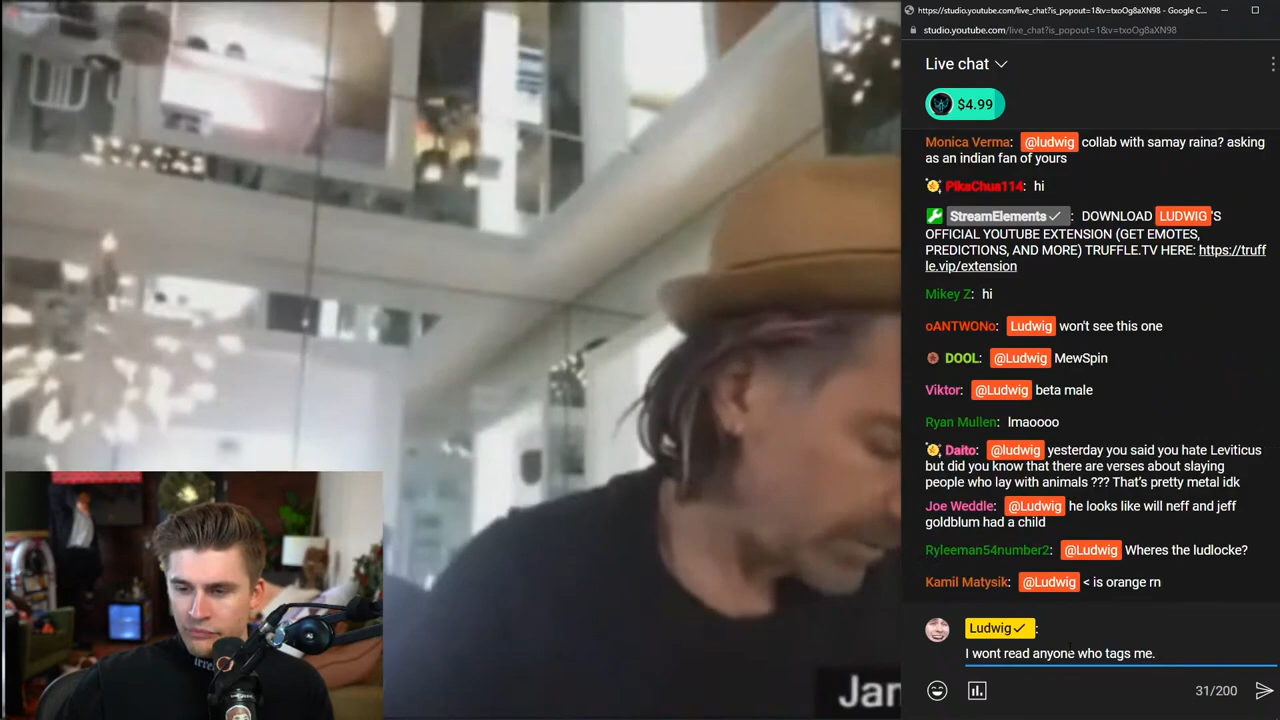 https://studio.youtube.com/live_chat?is_popout=1&v=txoOg8aXN98 - Google C...
studio.youtube.com/live_chat?is_popout=1&v=txoOg8aXN98
Live chat
$4.99
Monica Verma: @ludwig collab with samay raina? asking
as an indian fan of yours
PikaChua114: hi
StreamElements: DOWNLOAD LUDWIG'S
OFFICIAL YOUTUBE EXTENSION (GET EMOTES,
PREDICTIONS, AND MORE) TRUFFLE.TV HERE: https://truff
le.vip/extension
Mikey Z: hi
oANTWONo: Ludwig won't see this one
DOOL: @Ludwig MewSpin
Viktor: @Ludwig beta male
Ryan Mullen: lmaoooo
Daito: @ludwig yesterday you said you hate Leviticus
but did you know that there are verses about slaying
people who lay with animals ??? That's pretty metal idk
Joe Weddle: @Ludwig he looks like will neff and jeff
goldblum had a child
Ryleeman54number2: @Ludwig Wheres the ludlocke?
Kamil Matysik: @Ludwig < is orange rn
Ludwig:
I wont read anyone who tags me.
31/200
Jam